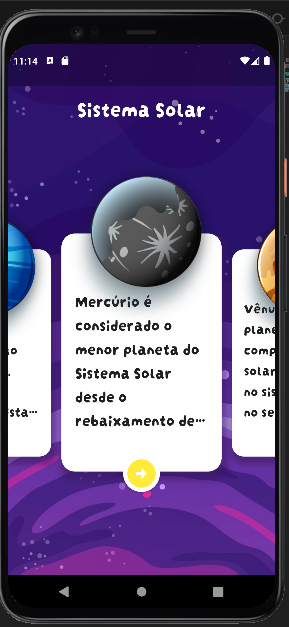 11:14
Sistema Solar
Mercúrio é
considerado o
menor planeta do
Sistema Solar
desde o
rebaixamento de...
o
.
sta...
Vênu
plane
comp
solar
no sis
no se